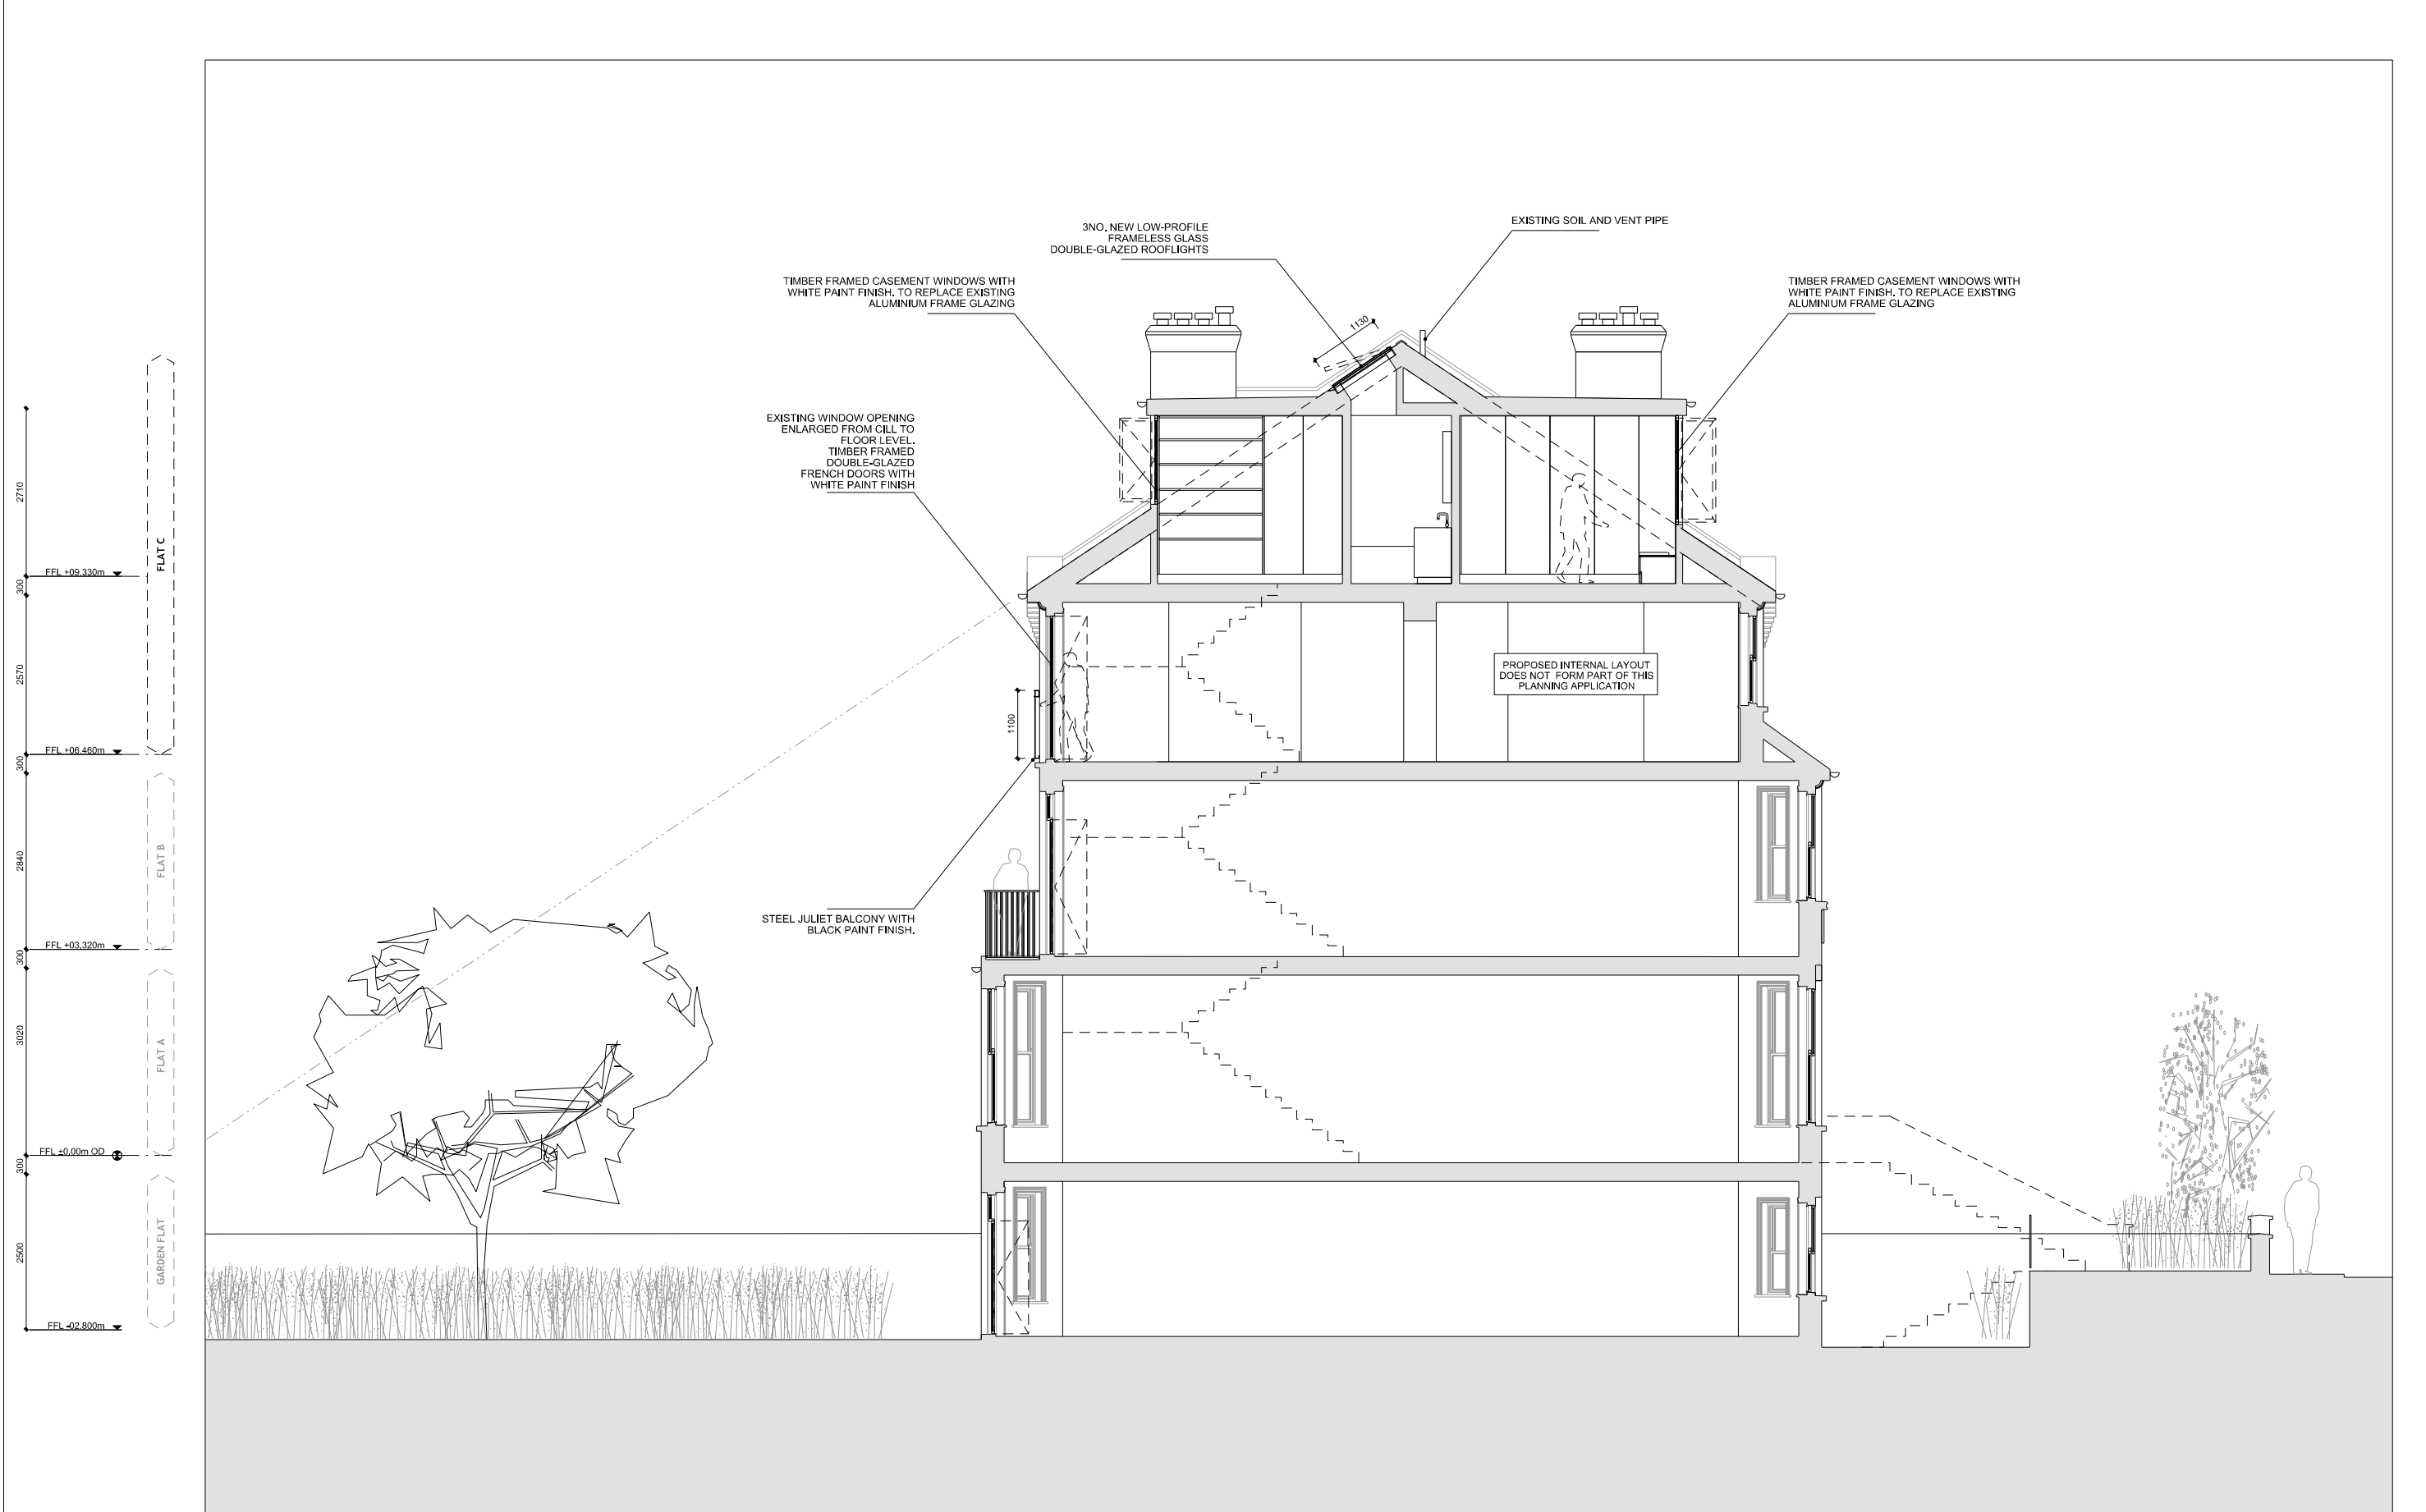 3NO. NEW LOW-PROFILE
FRAMELESS GLASS
DOUBLE-GLAZED ROOFLIGHTS
EXISTING SOIL AND VENT PIPE
TIMBER FRAMED CASEMENT WINDOWS WITH
WHITE PAINT FINISH. TO REPLACE EXISTING
ALUMINIUM FRAME GLAZING
TIMBER FRAMED CASEMENT WINDOWS WITH
WHITE PAINT FINISH. TO REPLACE EXISTING
ALUMINIUM FRAME GLAZING
1130
EXISTING WINDOW OPENING
ENLARGED FROM CILL TO
FLOOR LEVEL.
TIMBER FRAMED
DOUBLE-GLAZED
FRENCH DOORS WITH
WHITE PAINT FINISH
2710
FLAT C
FFL +09.330m
300
2570
PROPOSED INTERNAL LAYOUT
DOES NOT FORM PART OF THIS
PLANNING APPLICATION
1100
FFL +06.460m
300
2840
FLAT B
STEEL JULIET BALCONY WITH
BLACK PAINT FINISH.
FFL +03.320m
300
3020
FLAT A
FFL ±0.00m OD
300
2500
GARDEN FLAT
FFL -02.800m